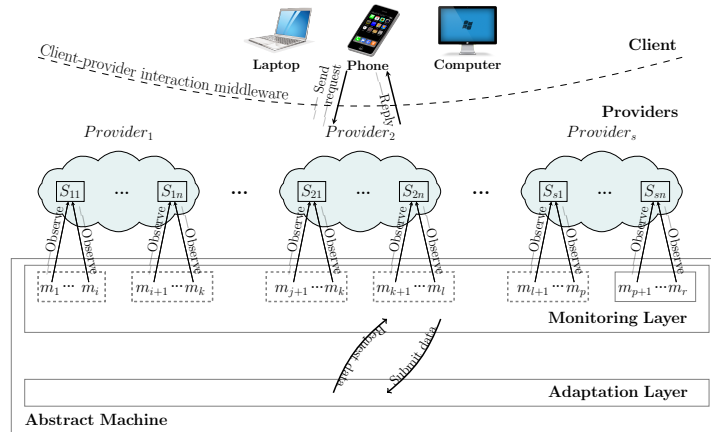 Laptop
Phone
Computer
Client
Client-provider interaction middleware
Send
request
Reply
Providers
Provider₁
Provider₂
Providerₛ
S₁₁ ... S₁ₙ ... S₂₁ ... S₂ₙ ... Sₛ₁ ... Sₛₙ
Observe Observe Observe Observe Observe Observe Observe Observe Observe Observe Observe Observe
m₁ ... mᵢ mᵢ₊₁ ... mₖ mⱼ₊₁ ... mₖ mₖ₊₁ ... mₗ mₗ₊₁ ... mₚ mₚ₊₁ ... mᵣ
Monitoring Layer
Request data
Submit data
Adaptation Layer
Abstract Machine